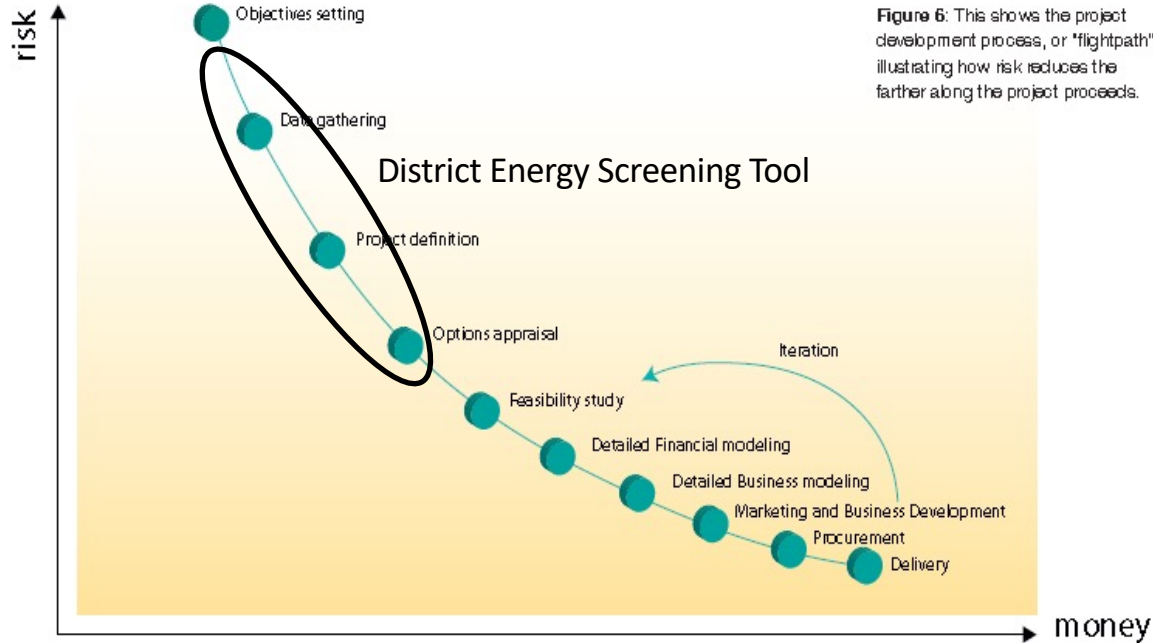 risk
Objectives setting
Figure 6: This shows the project
development process, or "flightpath"
illustrating how risk reduces the
farther along the project proceeds.
Data gathering
District Energy Screening Tool
Project definition
Options appraisal
Iteration
Feasibility study
Detailed Financial modeling
Detailed Business modeling
Marketing and Business Development
Procurement
Delivery
money